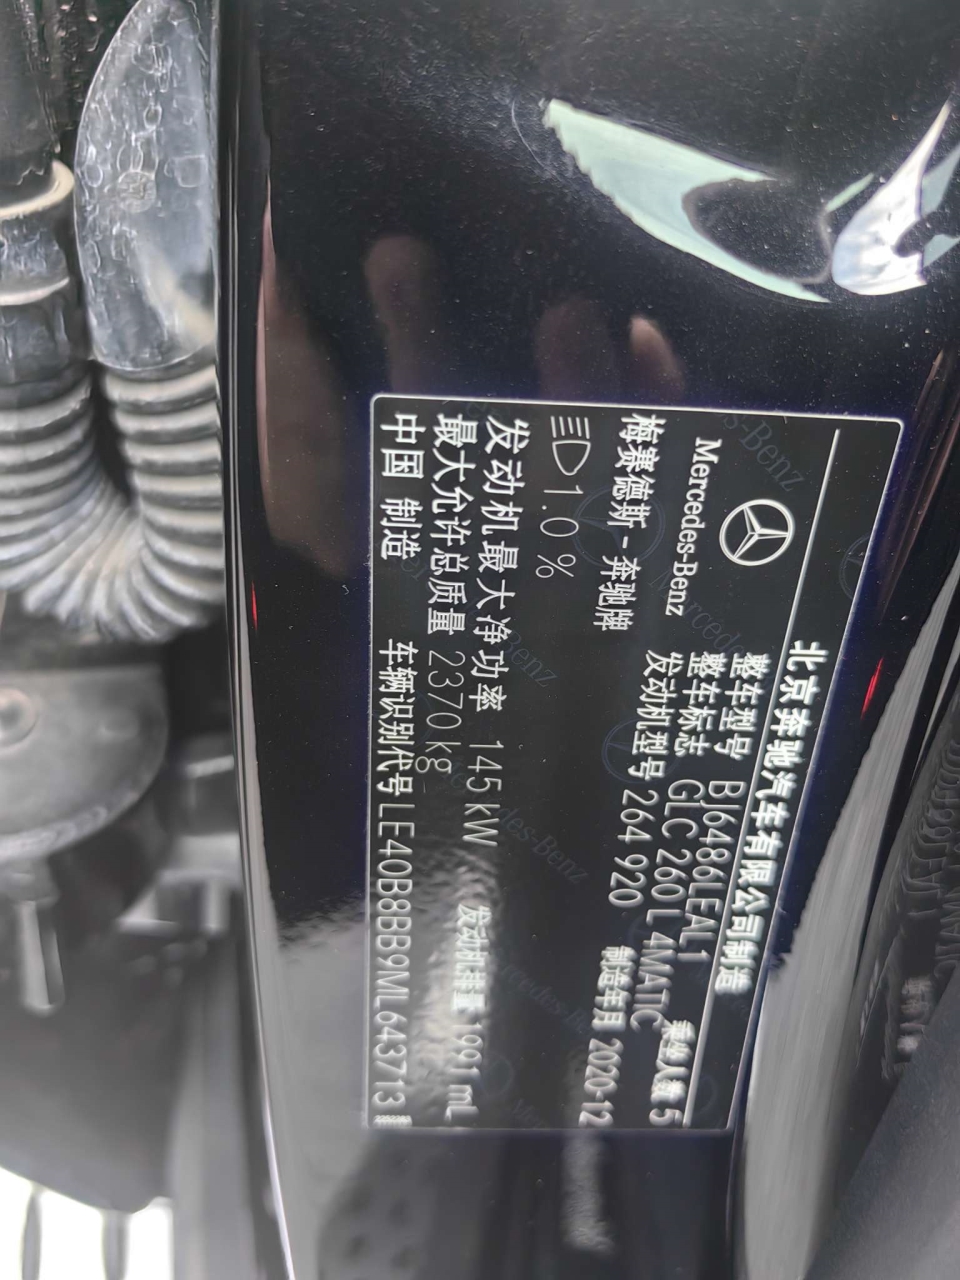 北京奔驰汽车有限公司制造
Mercedes-Benz
整车型号 BJ6486LEAL1 乘坐人数 5
整车标志 GLC 260 L 4MATIC
梅赛德斯-奔驰牌 发动机型号 264 920 制造年月 2020-12
1.0 %
发动机最大净功率 145 kW 发动机排量 1991 mL
最大允许总质量 2370 kg
中国 制造 车辆识别代号 LE40B8BB9ML643713